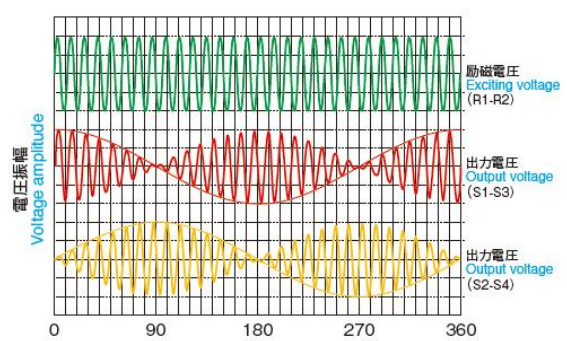 励磁電圧
Exciting voltage
(R1-R2)
電圧振幅
Voltage amplitude
出力電圧
Output voltage
(S1-S3)
出力電圧
Output voltage
(S2-S4)
0 90 180 270 360